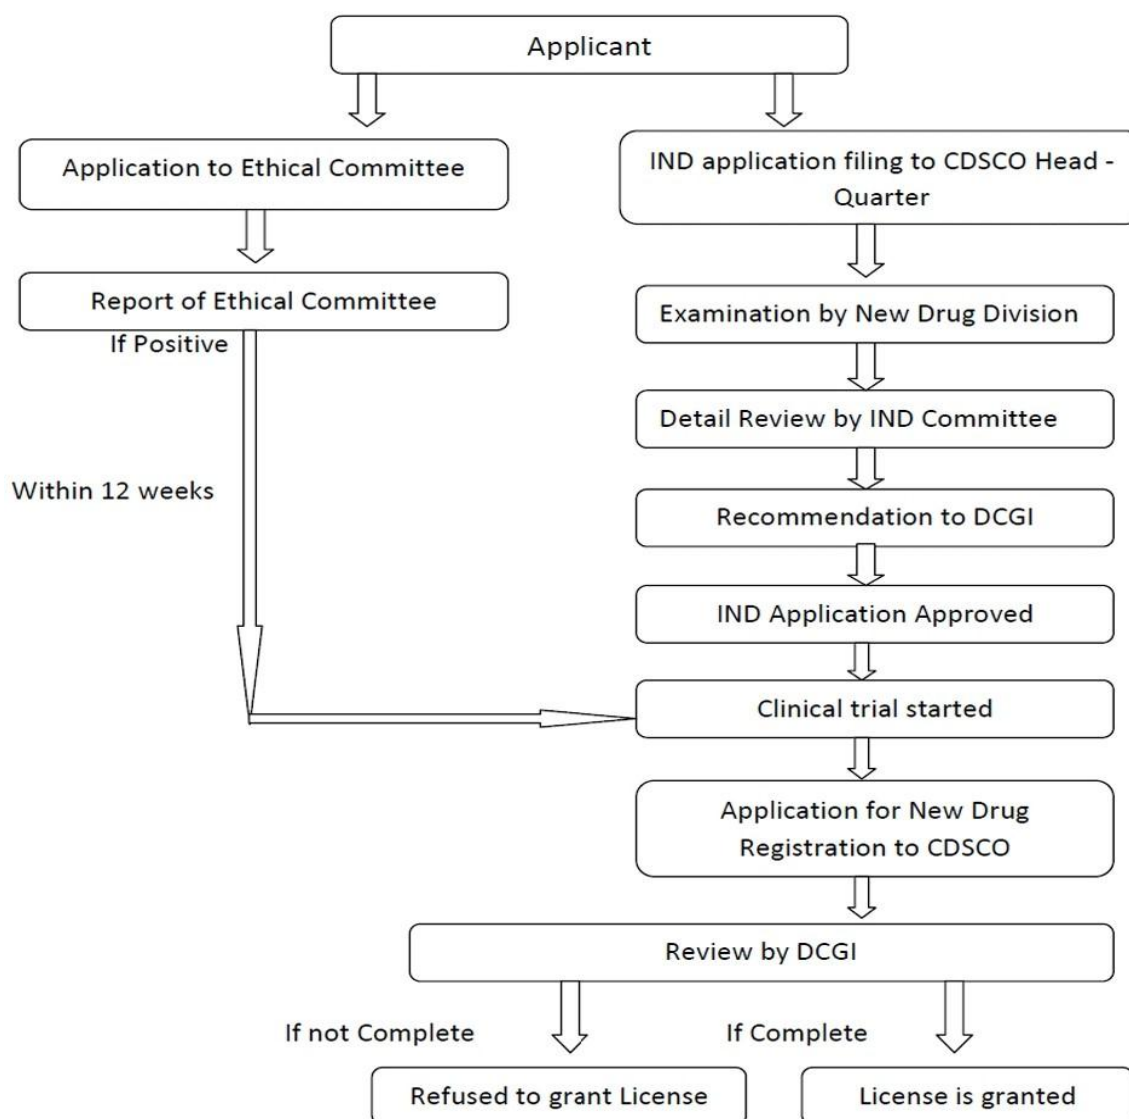 Applicant
Application to Ethical Committee
IND application filing to CDSCO Head -
Quarter
Report of Ethical Committee
Examination by New Drug Division
If Positive
Detail Review by IND Committee
Within 12 weeks
Recommendation to DCGI
IND Application Approved
Clinical trial started
Application for New Drug
Registration to CDSCO
Review by DCGI
If not Complete
If Complete
Refused to grant License
License is granted